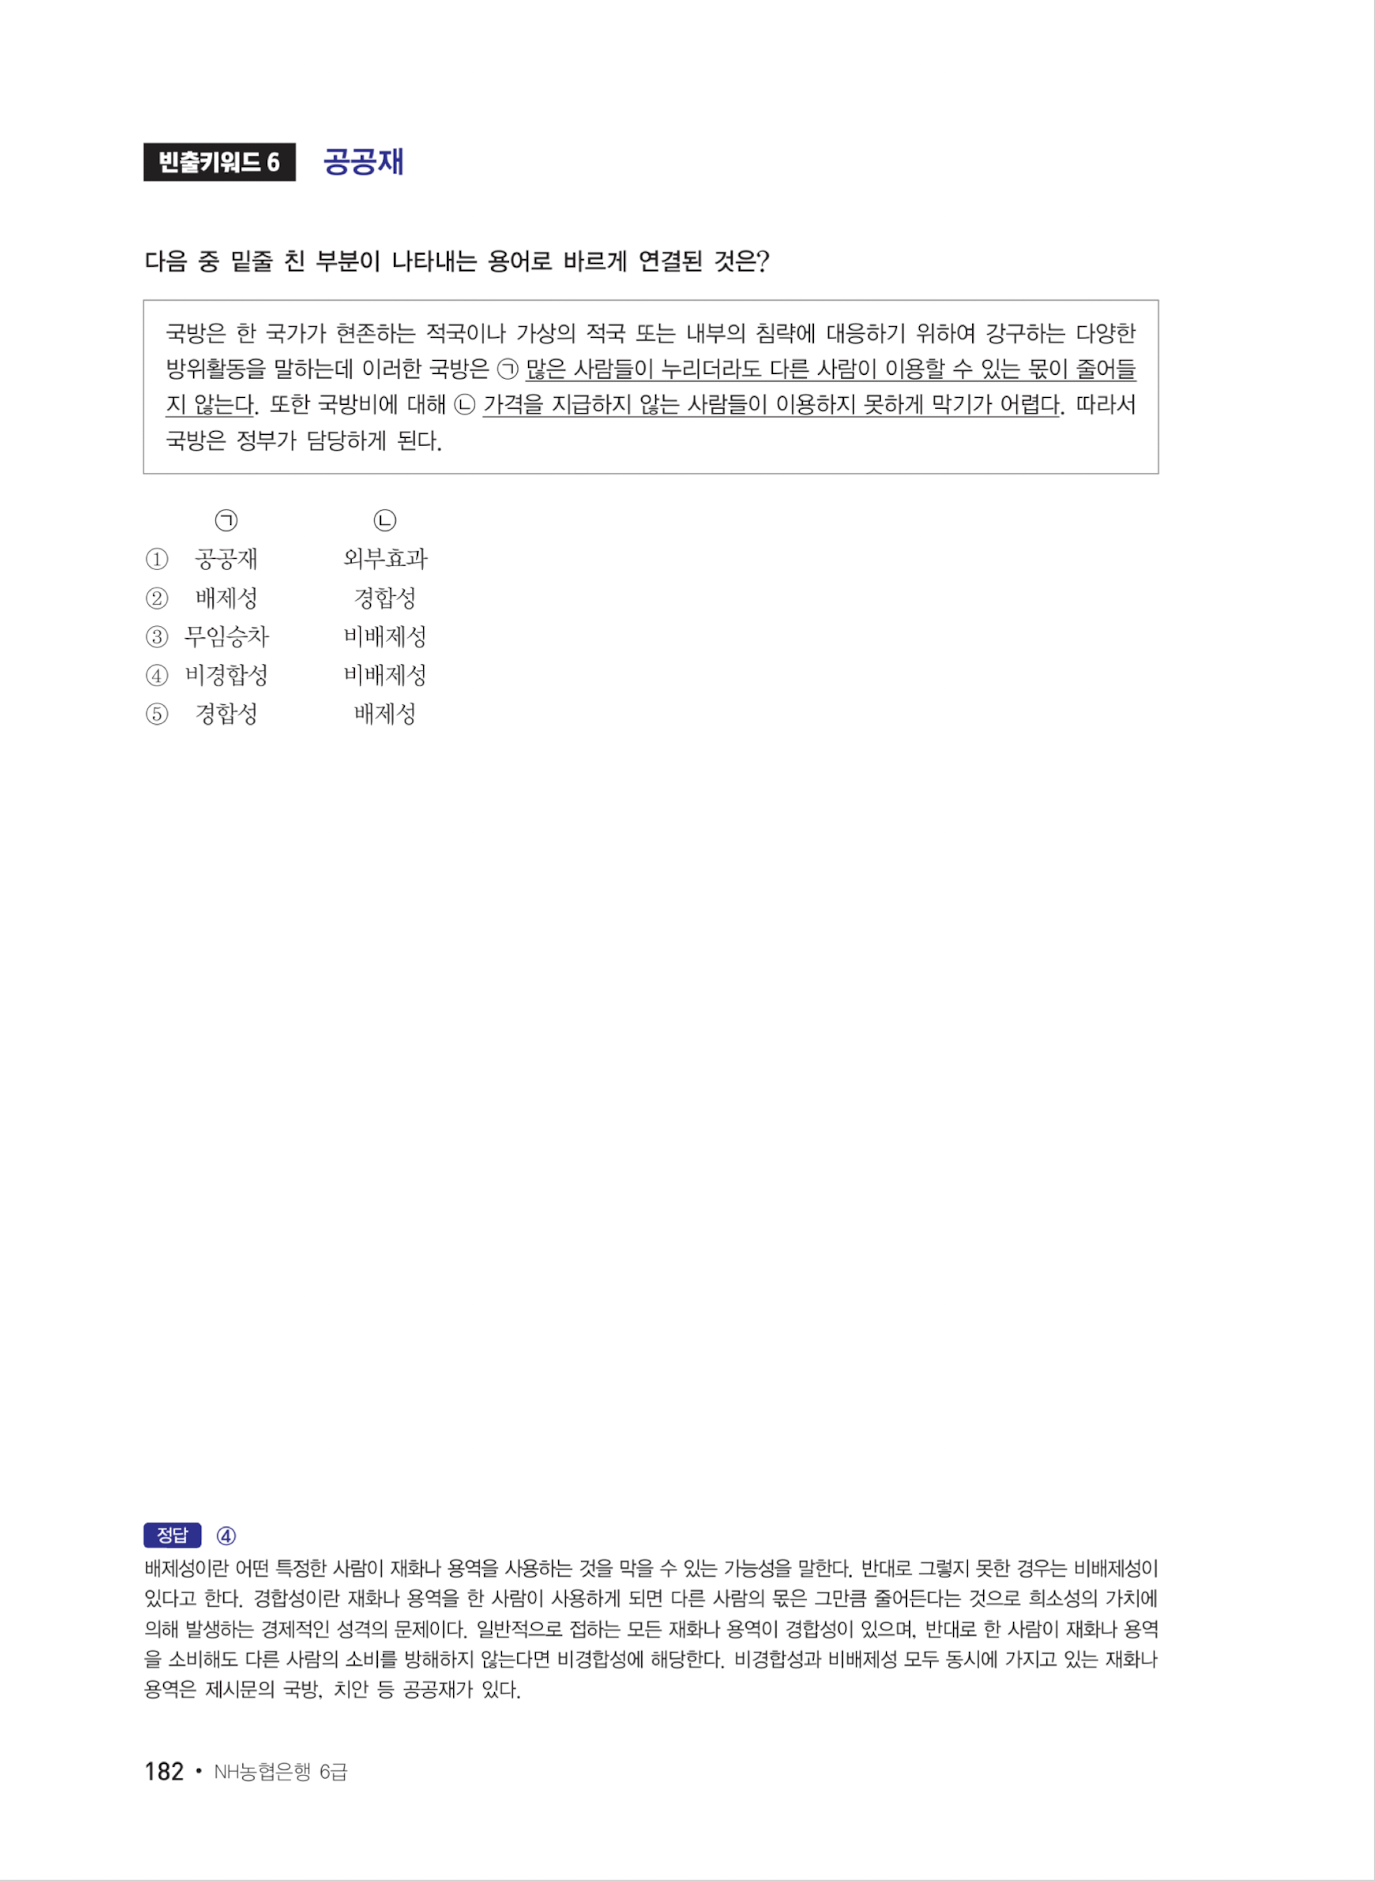 빈출키워드 6 공공재
다음 중 밑줄 친 부분이 나타내는 용어로 바르게 연결된 것은?
국방은 한 국가가 현존하는 적국이나 가상의 적국 또는 내부의 침략에 대응하기 위하여 강구하는 다양한
방위활동을 말하는데 이러한 국방은 ㉠ 많은 사람들이 누리더라도 다른 사람이 이용할 수 있는 몫이 줄어들
지 않는다. 또한 국방비에 대해 ㉡ 가격을 지급하지 않는 사람들이 이용하지 못하게 막기가 어렵다. 따라서
국방은 정부가 담당하게 된다.
㉠ ㉡
① 공공재 외부효과
② 배제성 경합성
③ 무임승차 비배제성
④ 비경합성 비배제성
⑤ 경합성 배제성
정답 ④
배제성이란 어떤 특정한 사람이 재화나 용역을 사용하는 것을 막을 수 있는 가능성을 말한다. 반대로 그렇지 못한 경우는 비배제성이
있다고 한다. 경합성이란 재화나 용역을 한 사람이 사용하게 되면 다른 사람의 몫은 그만큼 줄어든다는 것으로 희소성의 가치에
의해 발생하는 경제적인 성격의 문제이다. 일반적으로 접하는 모든 재화나 용역이 경합성이 있으며, 반대로 한 사람이 재화나 용역
을 소비해도 다른 사람의 소비를 방해하지 않는다면 비경합성에 해당한다. 비경합성과 비배제성 모두 동시에 가지고 있는 재화나
용역은 제시문의 국방, 치안 등 공공재가 있다.
182 • NH농협은행 6급